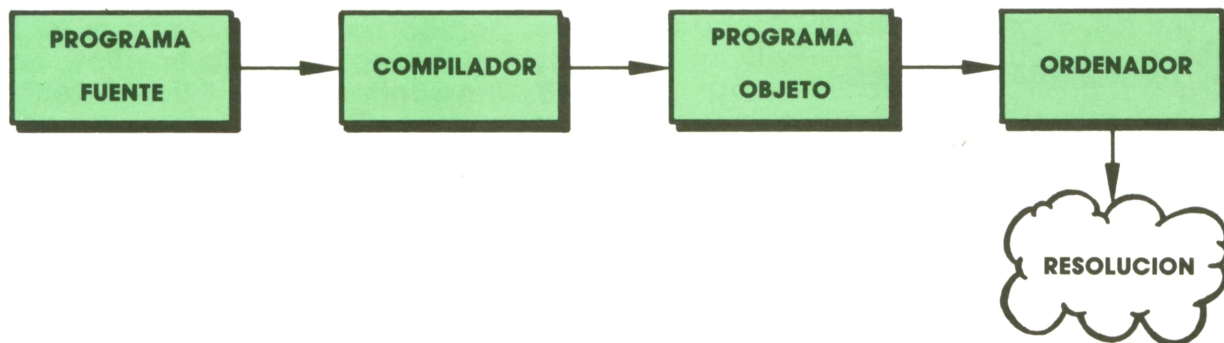 PROGRAMA
FUENTE
COMPILADOR
PROGRAMA
OBJETO
ORDENADOR
RESOLUCION